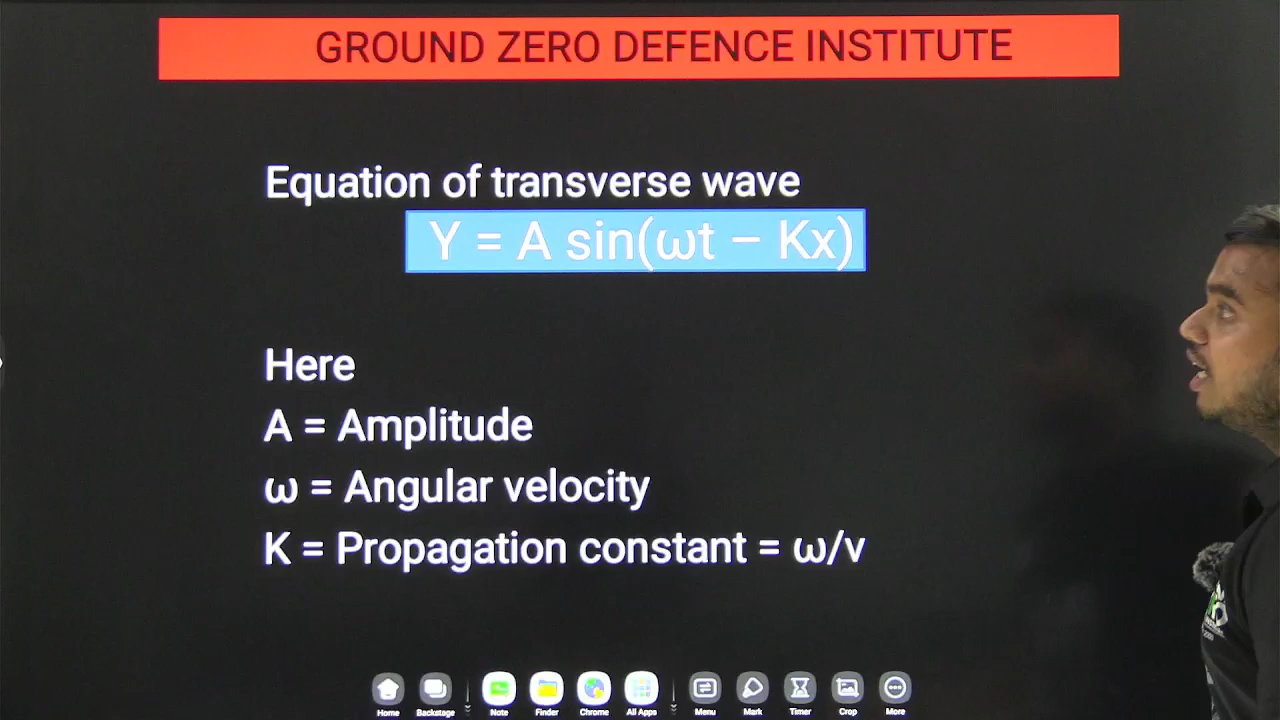 GROUND ZERO DEFENCE INSTITUTE
Equation of transverse wave
Y = A sin(ωt − Kx)
Here
A = Amplitude
ω = Angular velocity
K = Propagation constant = ω/v
Home Backstage Note Finder Chrome All Apps Menu Mark Timer Crop More